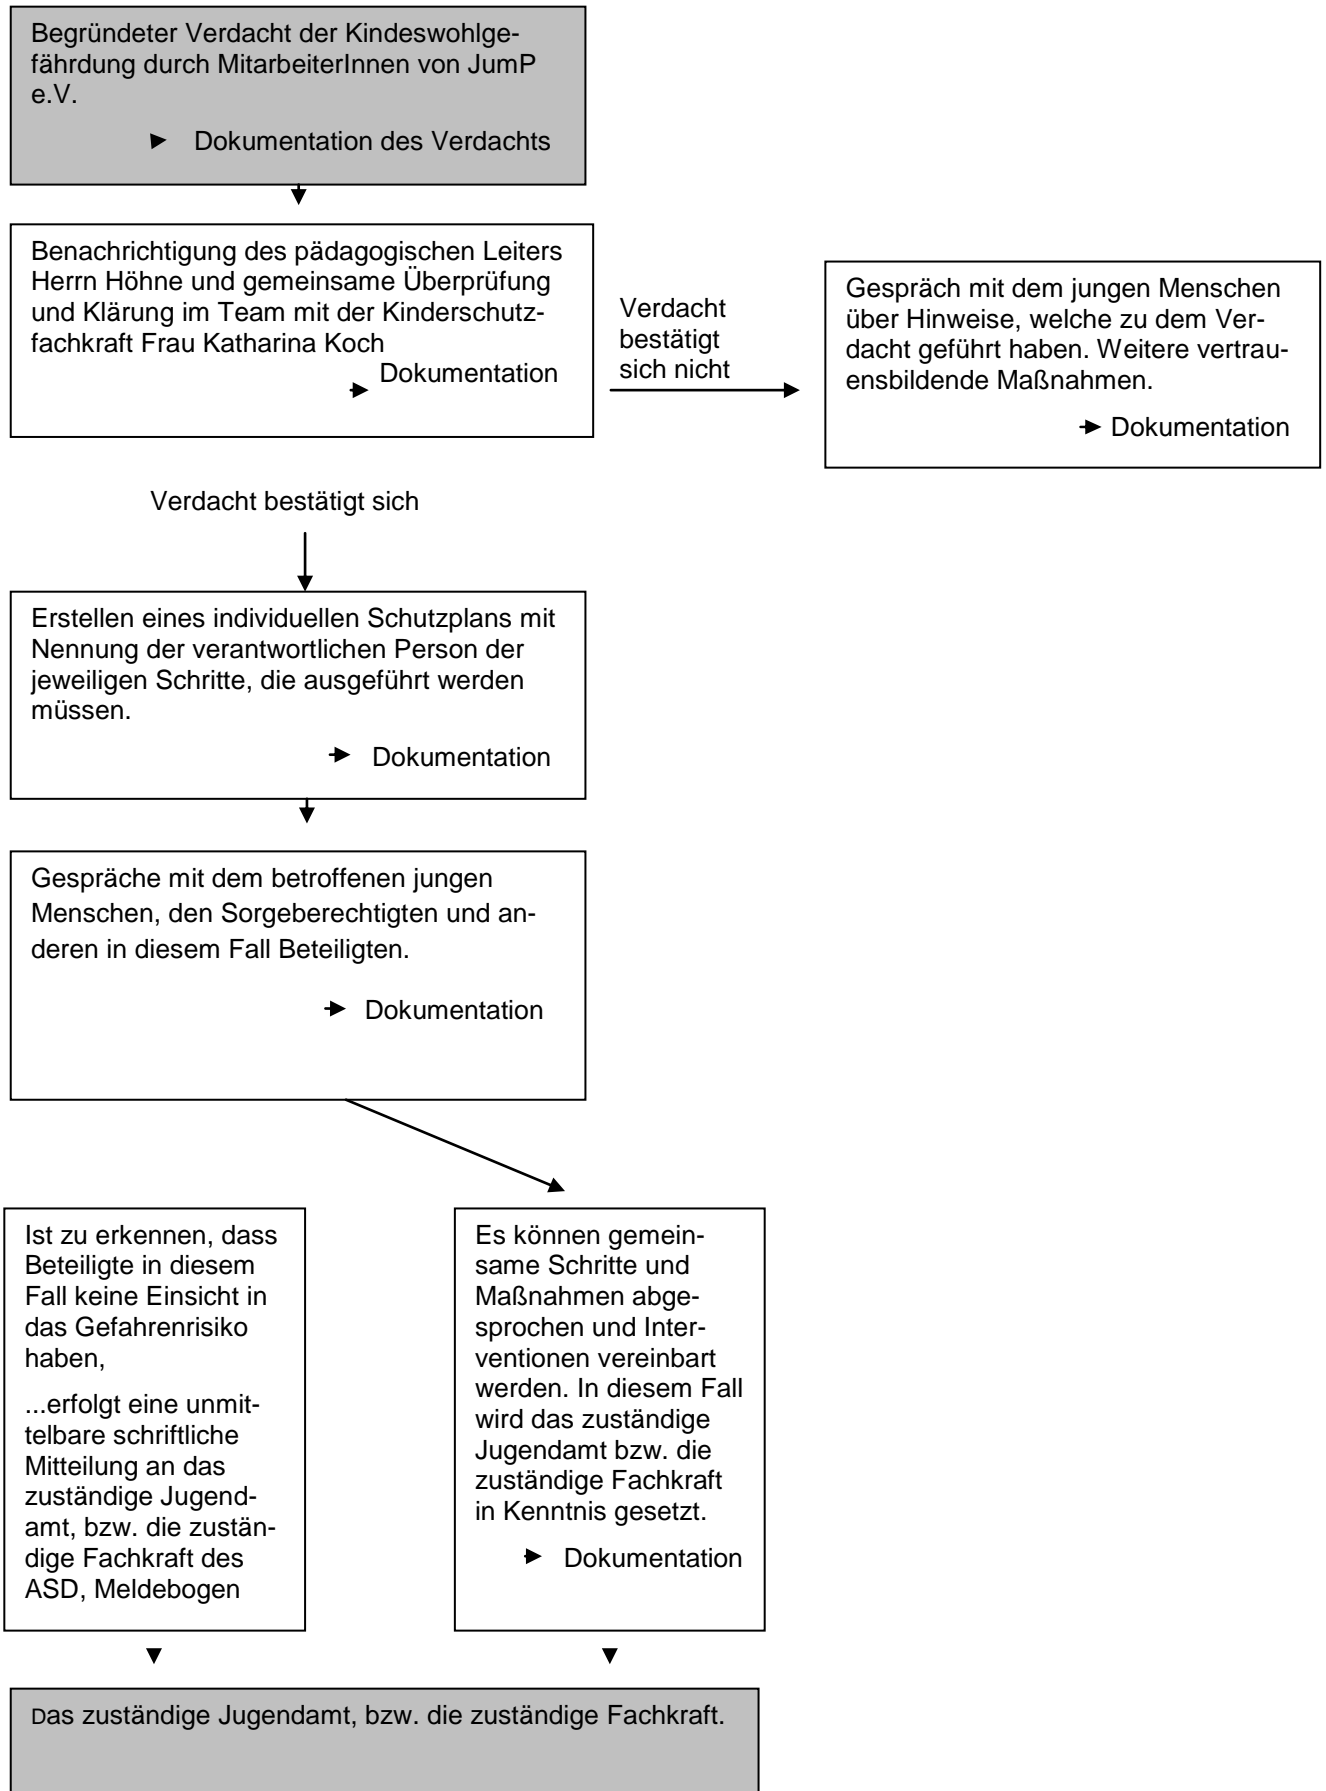 Begründeter Verdacht der Kindeswohlge-
fährdung durch MitarbeiterInnen von JumP
e.V.
► Dokumentation des Verdachts
Benachrichtigung des pädagogischen Leiters
Herrn Höhne und gemeinsame Überprüfung
und Klärung im Team mit der Kinderschutz-
fachkraft Frau Katharina Koch
Dokumentation
Verdacht
bestätigt
sich nicht
Gespräch mit dem jungen Menschen
über Hinweise, welche zu dem Ver-
dacht geführt haben. Weitere vertrau-
ensbildende Maßnahmen.
Dokumentation
Verdacht bestätigt sich
Erstellen eines individuellen Schutzplans mit
Nennung der verantwortlichen Person der
jeweiligen Schritte, die ausgeführt werden
müssen.
Dokumentation
Gespräche mit dem betroffenen jungen
Menschen, den Sorgeberechtigten und an-
deren in diesem Fall Beteiligten.
Dokumentation
Ist zu erkennen, dass
Beteiligte in diesem
Fall keine Einsicht in
das Gefahrenrisiko
haben,
...erfolgt eine unmit-
telbare schriftliche
Mitteilung an das
zuständige Jugend-
amt, bzw. die zustän-
dige Fachkraft des
ASD, Meldebogen
Es können gemein-
same Schritte und
Maßnahmen abge-
sprochen und Inter-
ventionen vereinbart
werden. In diesem Fall
wird das zuständige
Jugendamt bzw. die
zuständige Fachkraft
in Kenntnis gesetzt.
Dokumentation
Das zuständige Jugendamt, bzw. die zuständige Fachkraft.